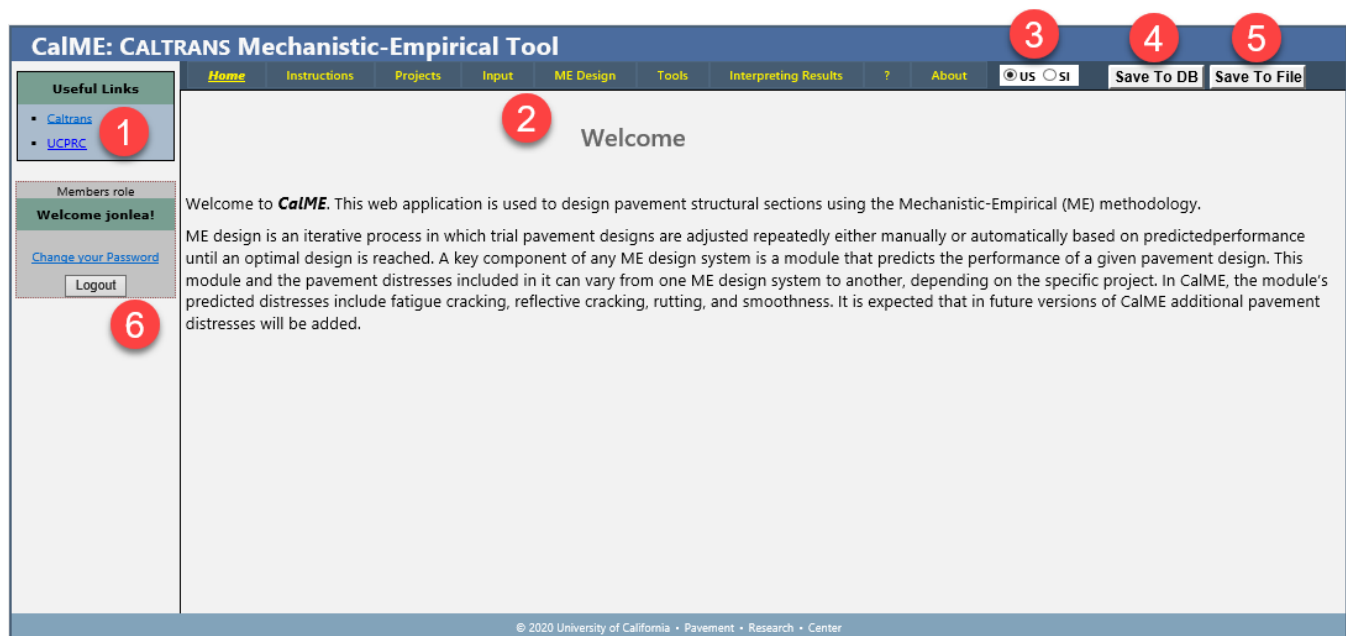 3 4 5
CalME: CALTRANS Mechanistic-Empirical Tool
Home Instructions Projects Input ME Design Tools Interpreting Results ? About US SI Save To DB Save To File
Useful Links
Caltrans
UCPRC
1
2
Members role
Welcome jonlea!
Change your Password
Logout
6
Welcome
Welcome to CalME. This web application is used to design pavement structural sections using the Mechanistic-Empirical (ME) methodology.
ME design is an iterative process in which trial pavement designs are adjusted repeatedly either manually or automatically based on predictedperformance
until an optimal design is reached. A key component of any ME design system is a module that predicts the performance of a given pavement design. This
module and the pavement distresses included in it can vary from one ME design system to another, depending on the specific project. In CalME, the module's
predicted distresses include fatigue cracking, reflective cracking, rutting, and smoothness. It is expected that in future versions of CalME additional pavement
distresses will be added.
© 2020 University of California • Pavement • Research • Center